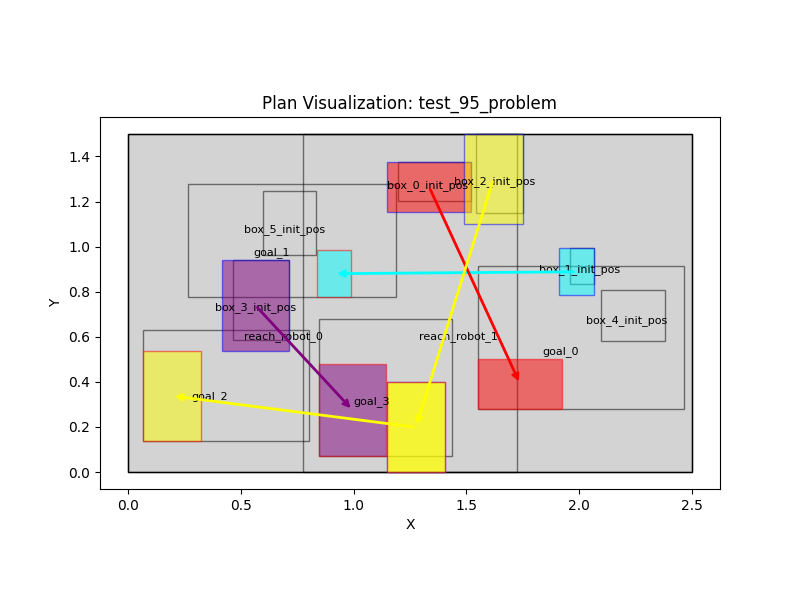 Plan Visualization: test_95_problem
Y
1.4
1.2
1.0
0.8
0.6
0.4
0.2
0.0
box_0_init_pos
box_2_init_pos
box_5_init_pos
goal_1
box_1_init_pos
box_3_init_pos
box_4_init_pos
reach_robot_0
reach_robot_1
goal_0
goal_2
goal_3
0.0
0.5
1.0
1.5
2.0
2.5
X